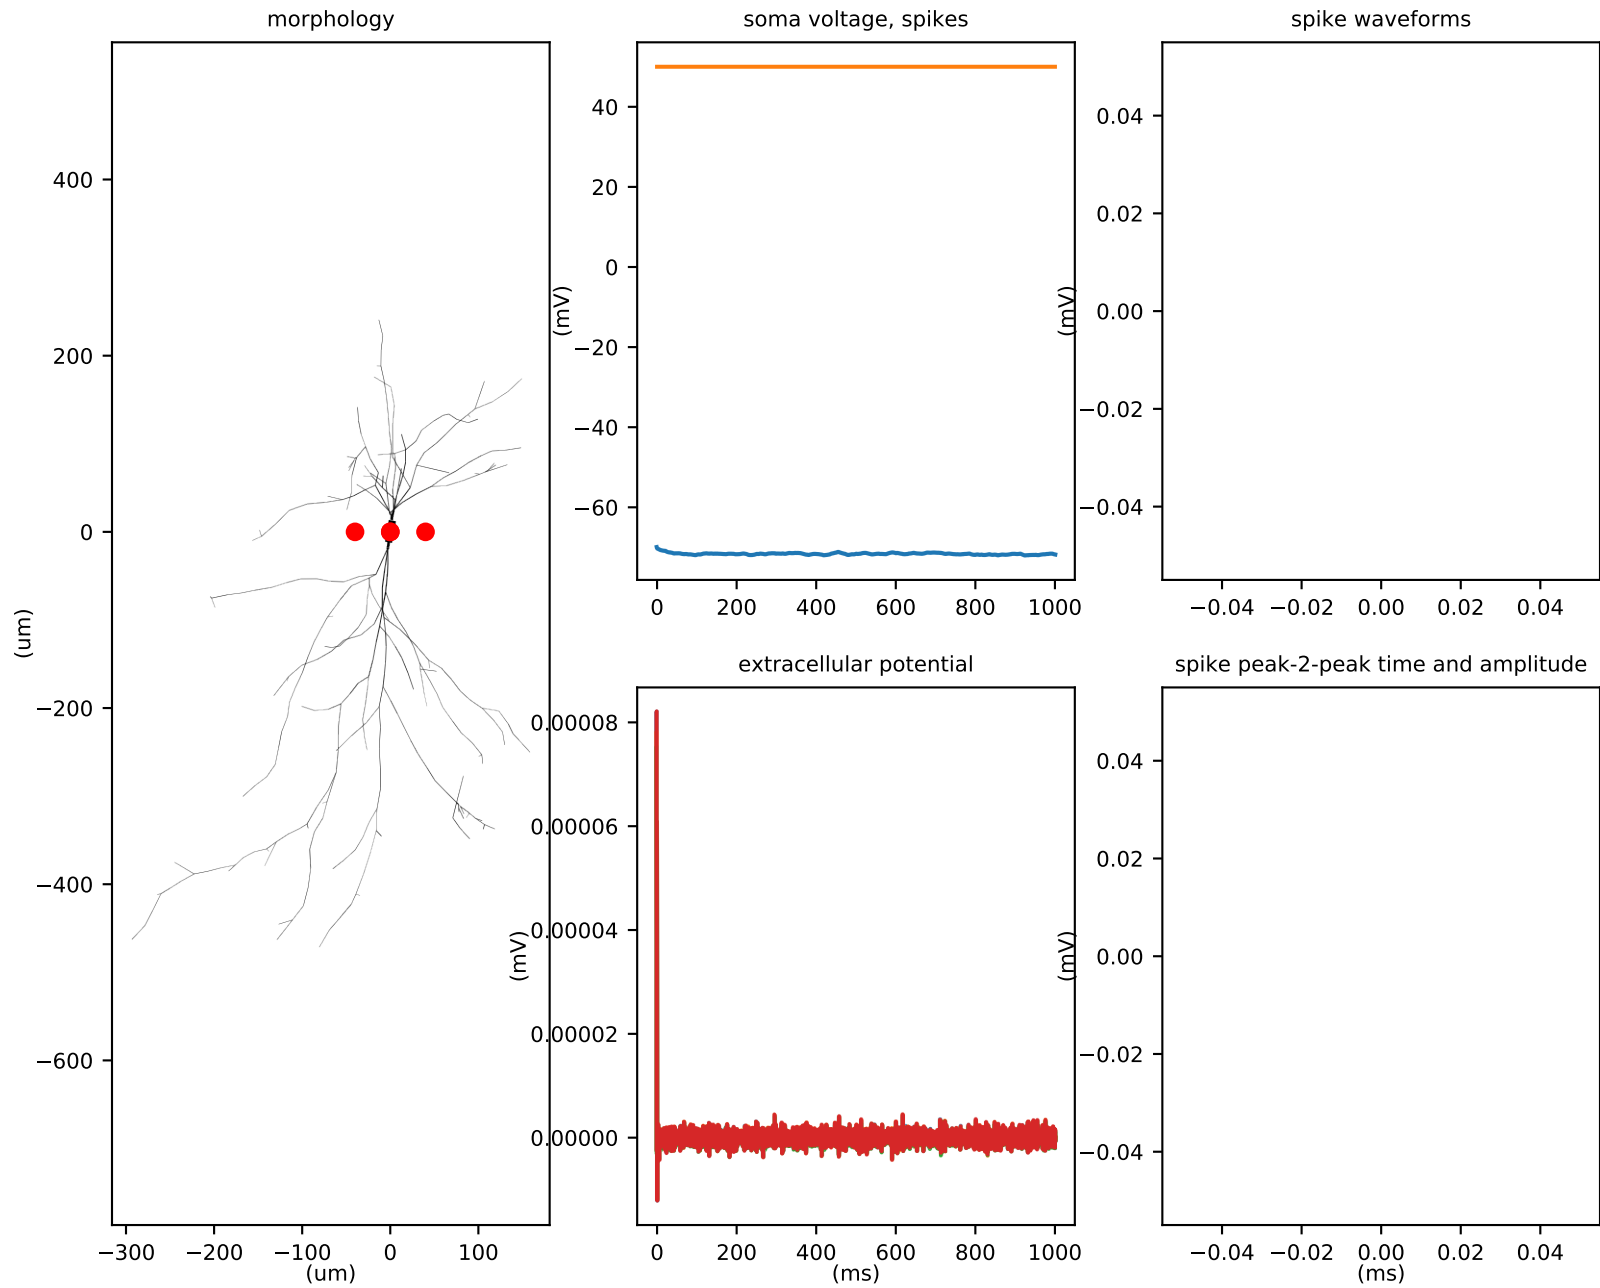 morphology
400
200
0
−200
−400
−600
(um)
−300 −200 −100 0 100
(um)
soma voltage, spikes
40
20
0
−20
−40
−60
(mV)
0 200 400 600 800 1000
spike waveforms
0.04
0.02
0.00
−0.02
−0.04
(mV)
−0.04 −0.02 0.00 0.02 0.04
extracellular potential
0.00008
0.00006
0.00004
0.00002
0.00000
(mV)
0 200 400 600 800 1000
(ms)
spike peak-2-peak time and amplitude
0.04
0.02
0.00
−0.02
−0.04
(mV)
−0.04 −0.02 0.00 0.02 0.04
(ms)